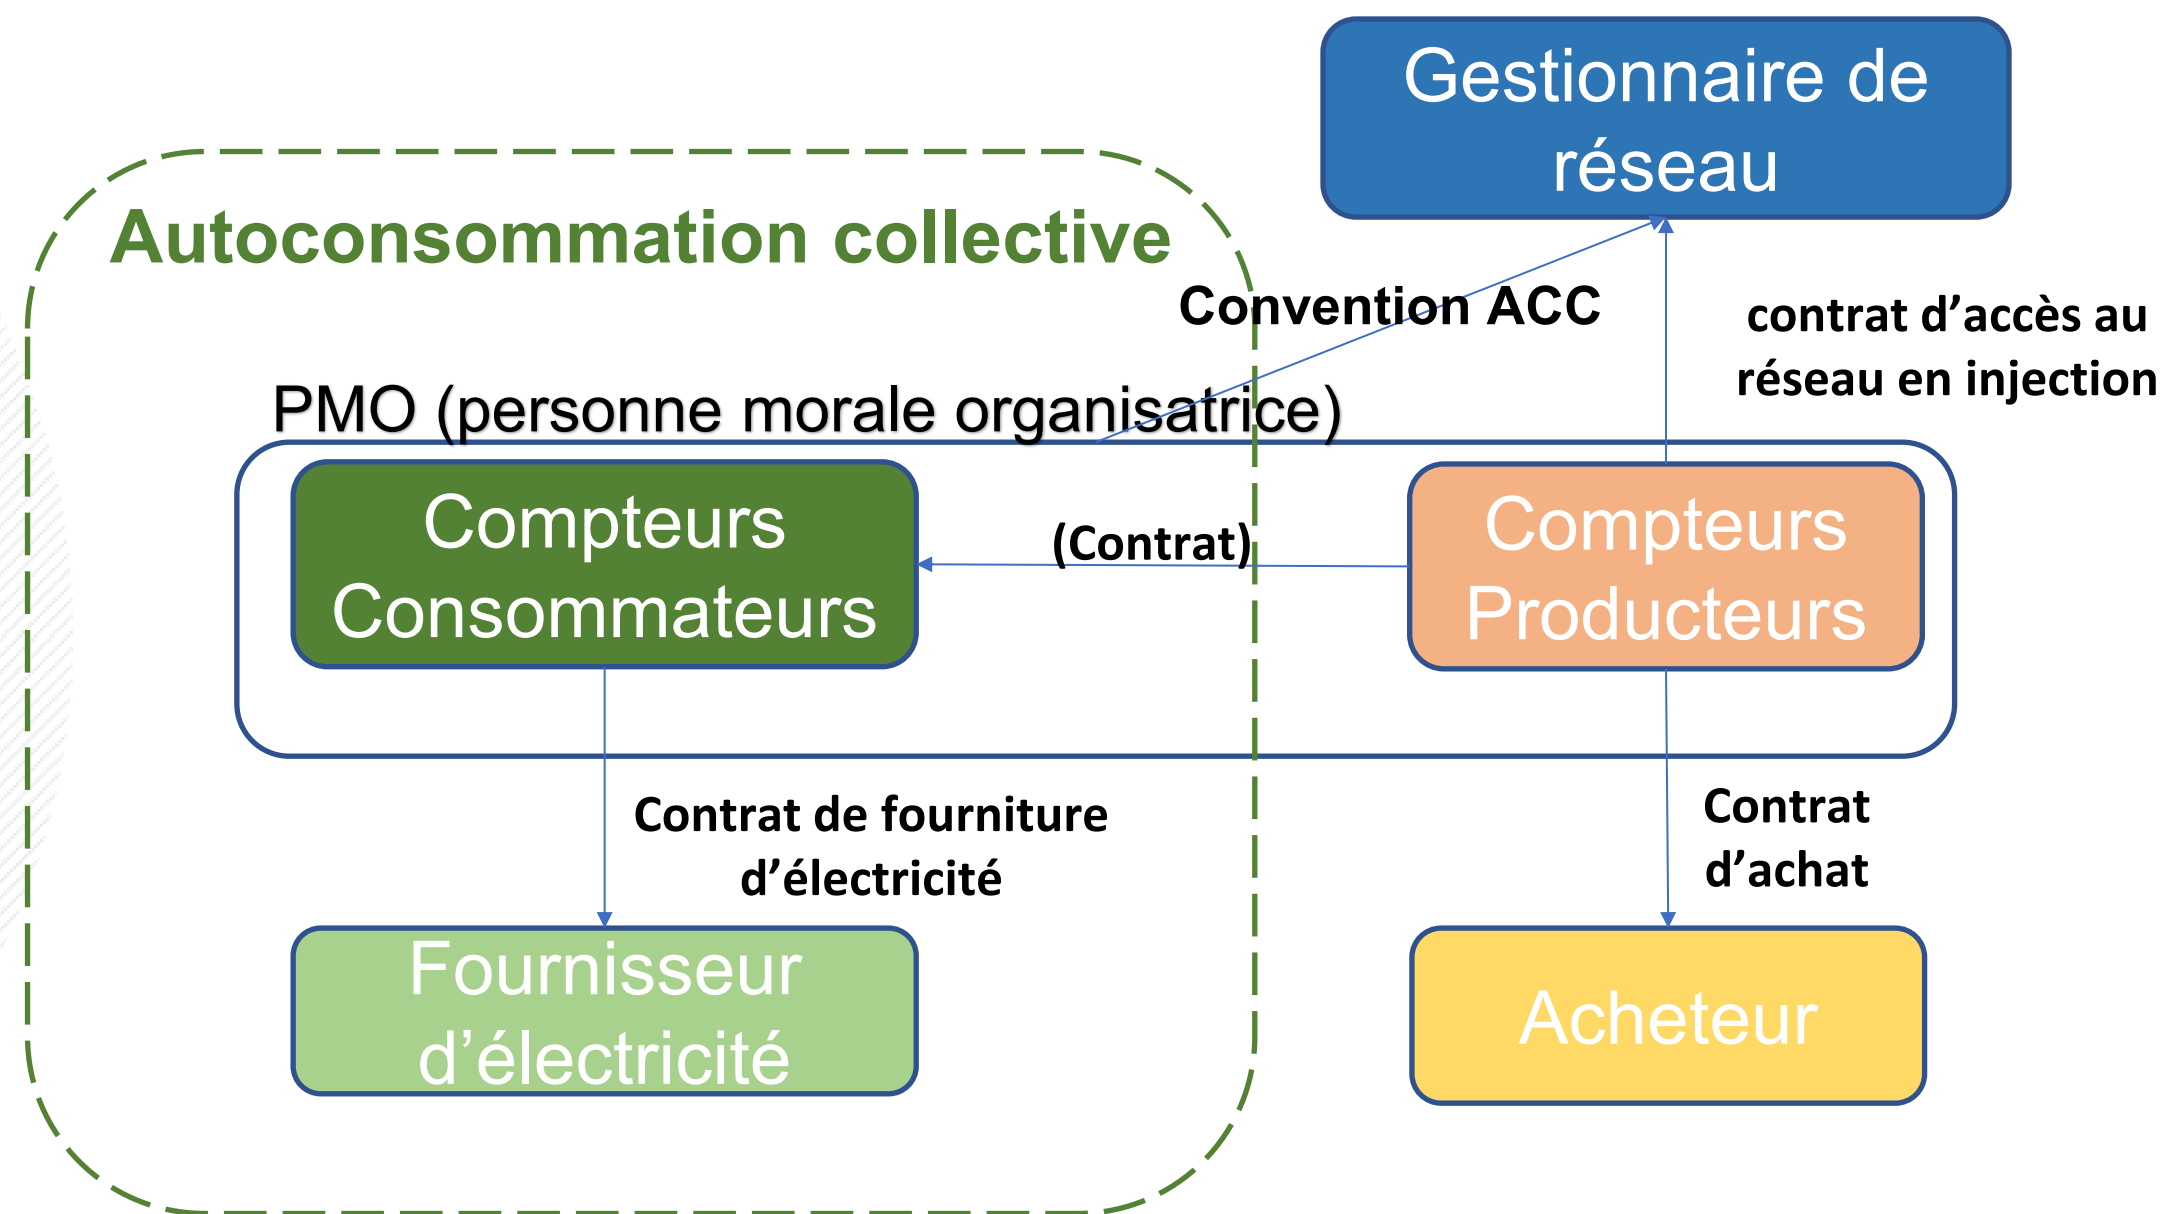 Gestionnaire de
réseau
Autoconsommation collective
Convention ACC
contrat d’accès au
réseau en injection
PMO (personne morale organisatrice)
Compteurs
Consommateurs
(Contrat)
Compteurs
Producteurs
Contrat de fourniture
d’électricité
Contrat
d’achat
Fournisseur
d’électricité
Acheteur